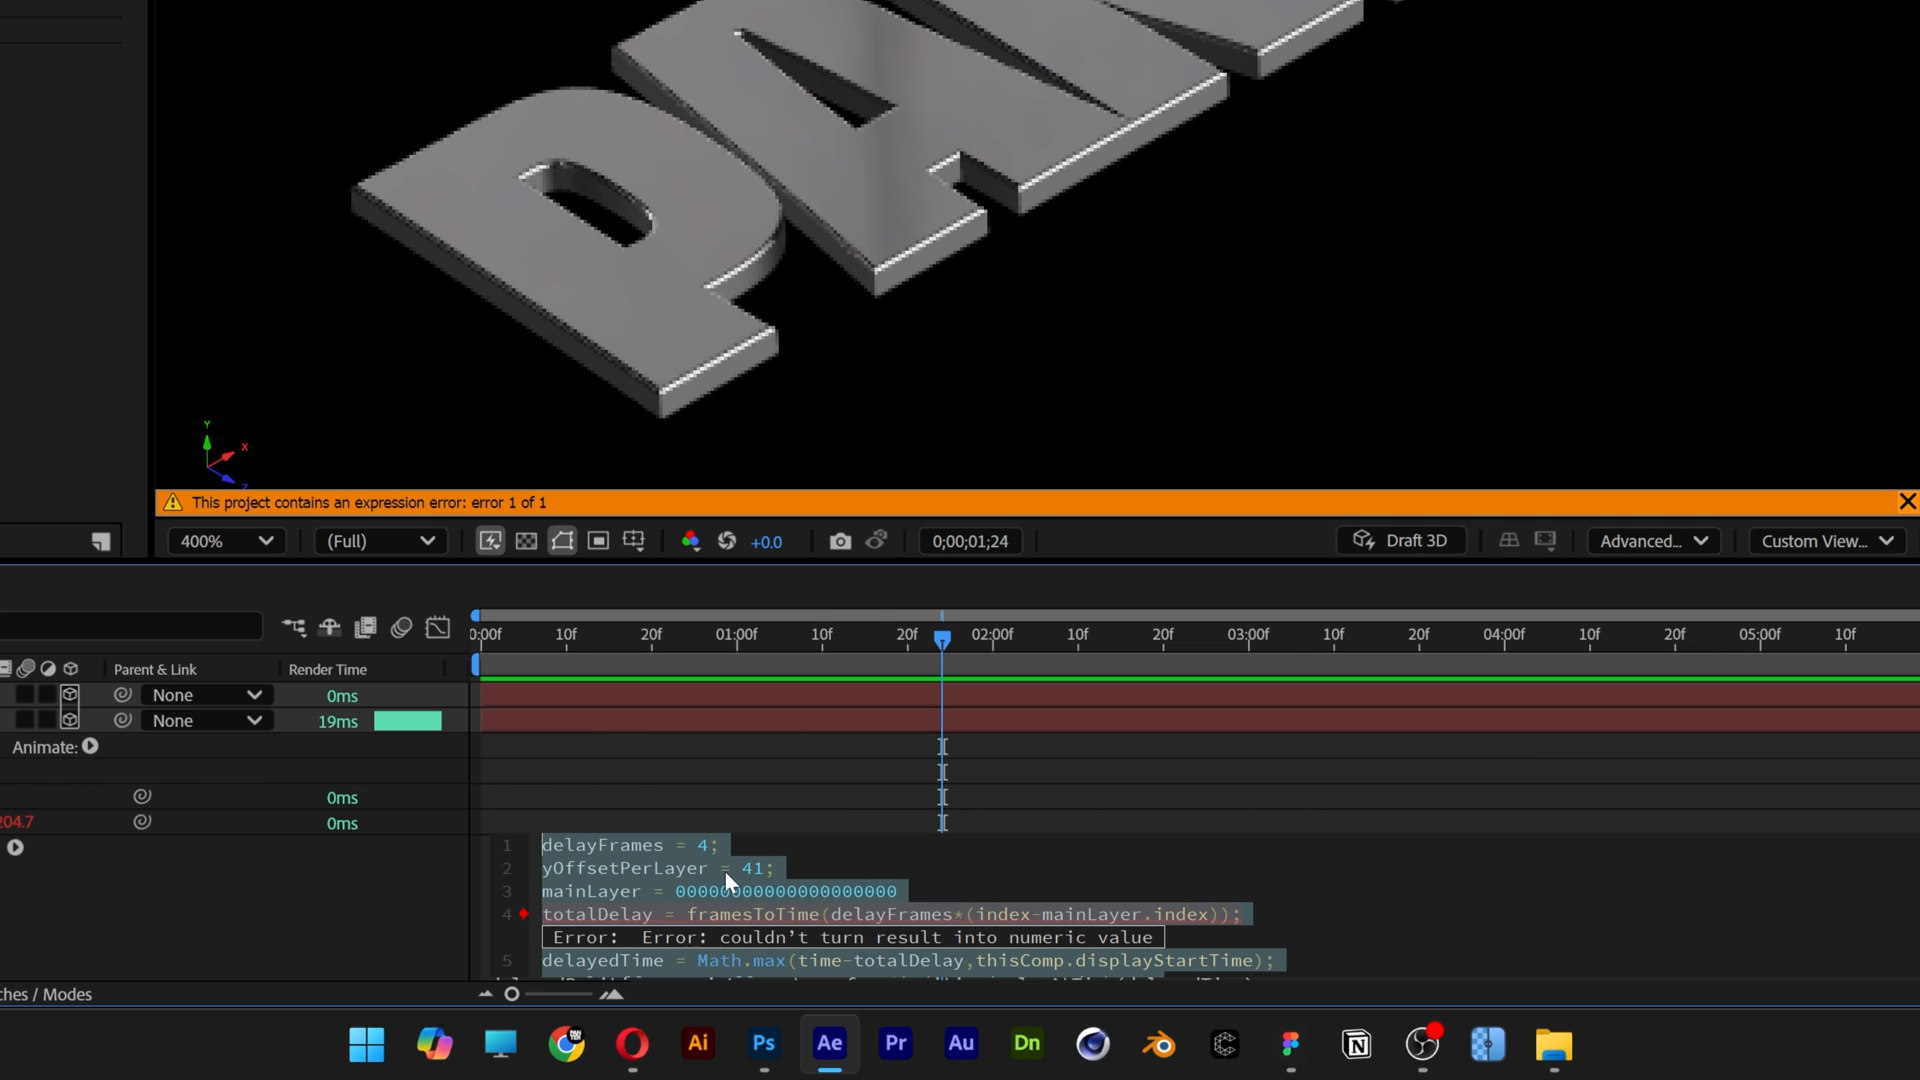 PA
Y
X
Z
This project contains an expression error: error 1 of 1
400%
(Full)
+0.0
0;00;01;24
Draft 3D
Advanced...
Custom View...
0:00f 10f 20f 01:00f 10f 20f 02:00f 10f 20f 03:00f 10f 20f 04:00f 10f 20f 05:00f 10f
Parent & Link
Render Time
None
0ms
None
19ms
Animate:
0ms
204.7
0ms
1 delayFrames = 4;
2 yOffsetPerLayer = 41;
3 mainLayer = 00000000000000000000
4 totalDelay = framesToTime(delayFrames*(index-mainLayer.index));
Error: Error: couldn't turn result into numeric value
5 delayedTime = Math.max(time-totalDelay,thisComp.displayStartTime);
ches / Modes
Ai
Ps
Ae
Pr
Au
Dn